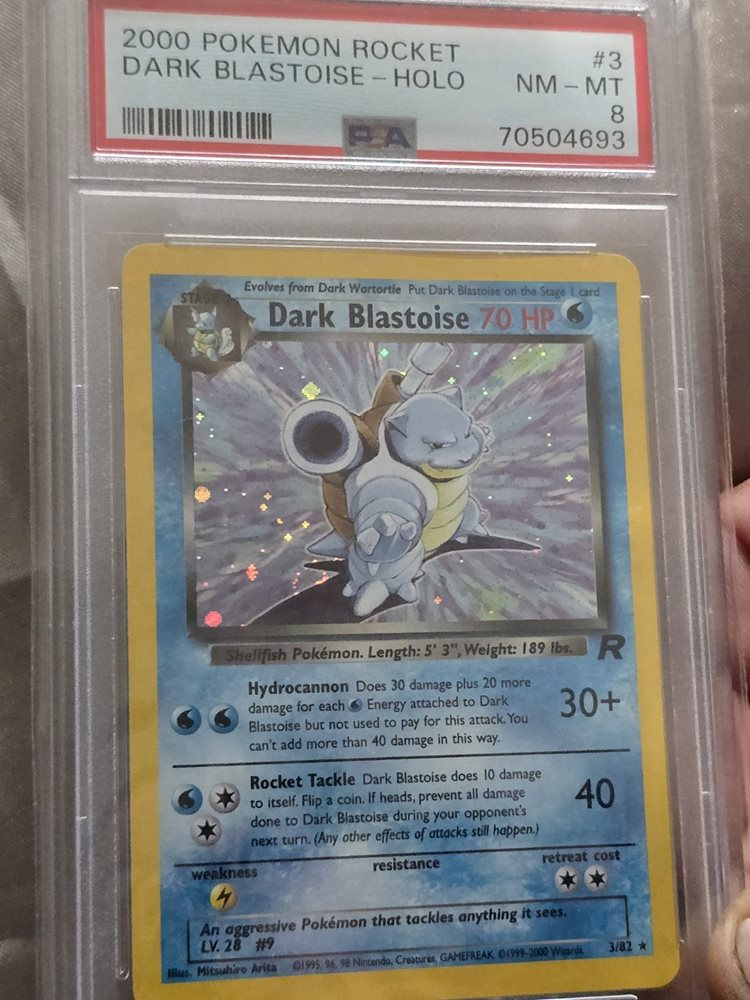 2000 POKEMON ROCKET #3
DARK BLASTOISE - HOLO NM - MT
8
PSA 70504693
Evolves from Dark Wartortle Put Dark Blastoise on the Stage 1 card
STAGE
Dark Blastoise 70 HP
Shellfish Pokémon. Length: 5' 3", Weight: 189 lbs.
R
Hydrocannon Does 30 damage plus 20 more
damage for each Energy attached to Dark
Blastoise but not used to pay for this attack. You
can't add more than 40 damage in this way.
30+
Rocket Tackle Dark Blastoise does 10 damage
to itself. Flip a coin. If heads, prevent all damage
done to Dark Blastoise during your opponent's
next turn. (Any other effects of attacks still happen.)
40
weakness resistance retreat cost
An aggressive Pokémon that tackles anything it sees.
LV. 28 #9
Illus. Mitsuhiro Arita ©1995, 96, 98 Nintendo, Creatures, GAMEFREAK. ©1999-2000 Wizards. 3/82 ★